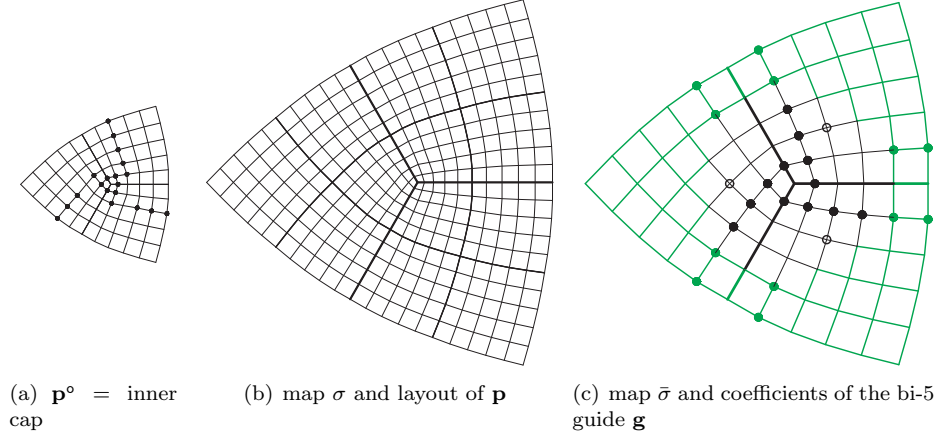 (a) p° = inner
cap
(b) map σ and layout of p
(c) map σ̄ and coefficients of the bi-5
guide g